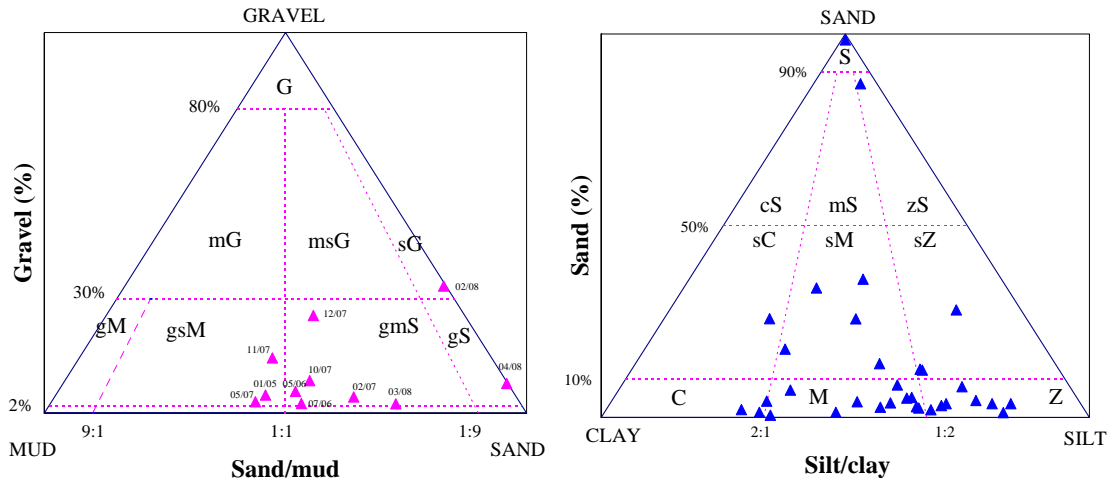 GRAVEL
G
80%
Gravel (%)
mG
msG
sG
30%
02/08
gM
gsM
12/07
gmS
gS
11/07
10/07
04/08
05/07
01/05
05/06
07/06
02/07
03/08
2%
MUD
9:1
1:1
1:9
SAND
Sand/mud
SAND
S
90%
Sand (%)
cS
mS
zS
50%
sC
sM
sZ
10%
C
M
Z
CLAY
2:1
1:2
SILT
Silt/clay